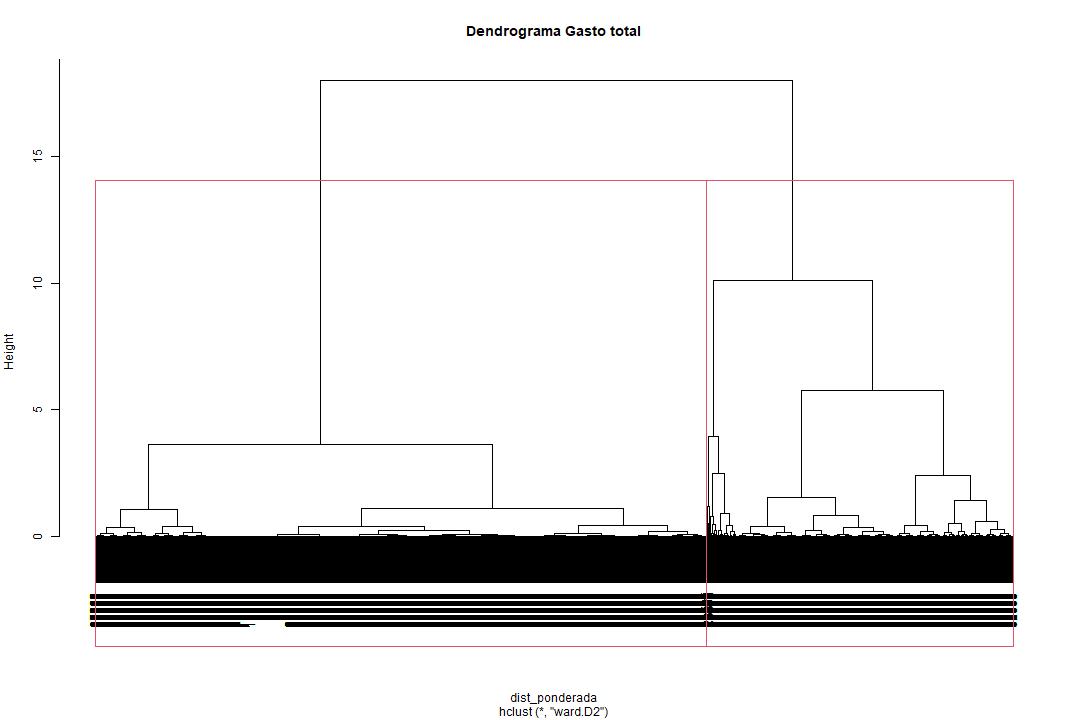 Dendrograma Gasto total
Height
15
10
5
0
dist_ponderada
hclust (*, "ward.D2")